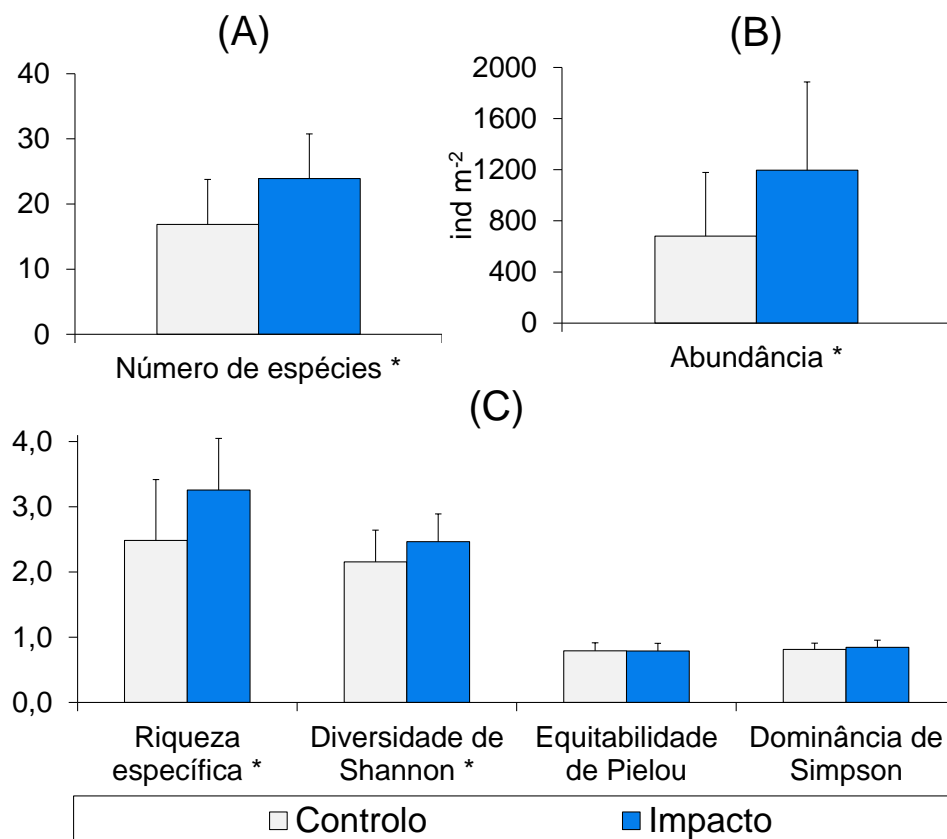 (A)
40
30
20
10
0
Número de espécies *
(B)
2000
1600
1200
800
400
0
ind m-2
Abundância *
(C)
4,0
3,0
2,0
1,0
0,0
Riqueza
específica *
Diversidade de
Shannon *
Equitabilidade
de Pielou
Dominância de
Simpson
Controlo
Impacto